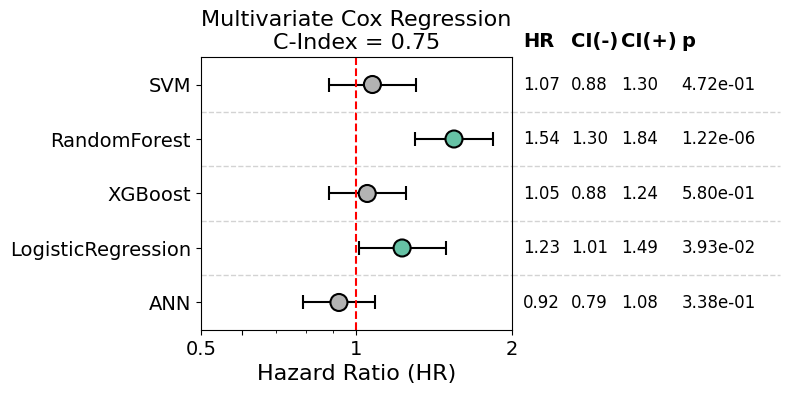 Multivariate Cox Regression
C-Index = 0.75
HR CI(-) CI(+) p
SVM 1.07 0.88 1.30 4.72e-01
RandomForest 1.54 1.30 1.84 1.22e-06
XGBoost 1.05 0.88 1.24 5.80e-01
LogisticRegression 1.23 1.01 1.49 3.93e-02
ANN 0.92 0.79 1.08 3.38e-01
0.5 1 2
Hazard Ratio (HR)